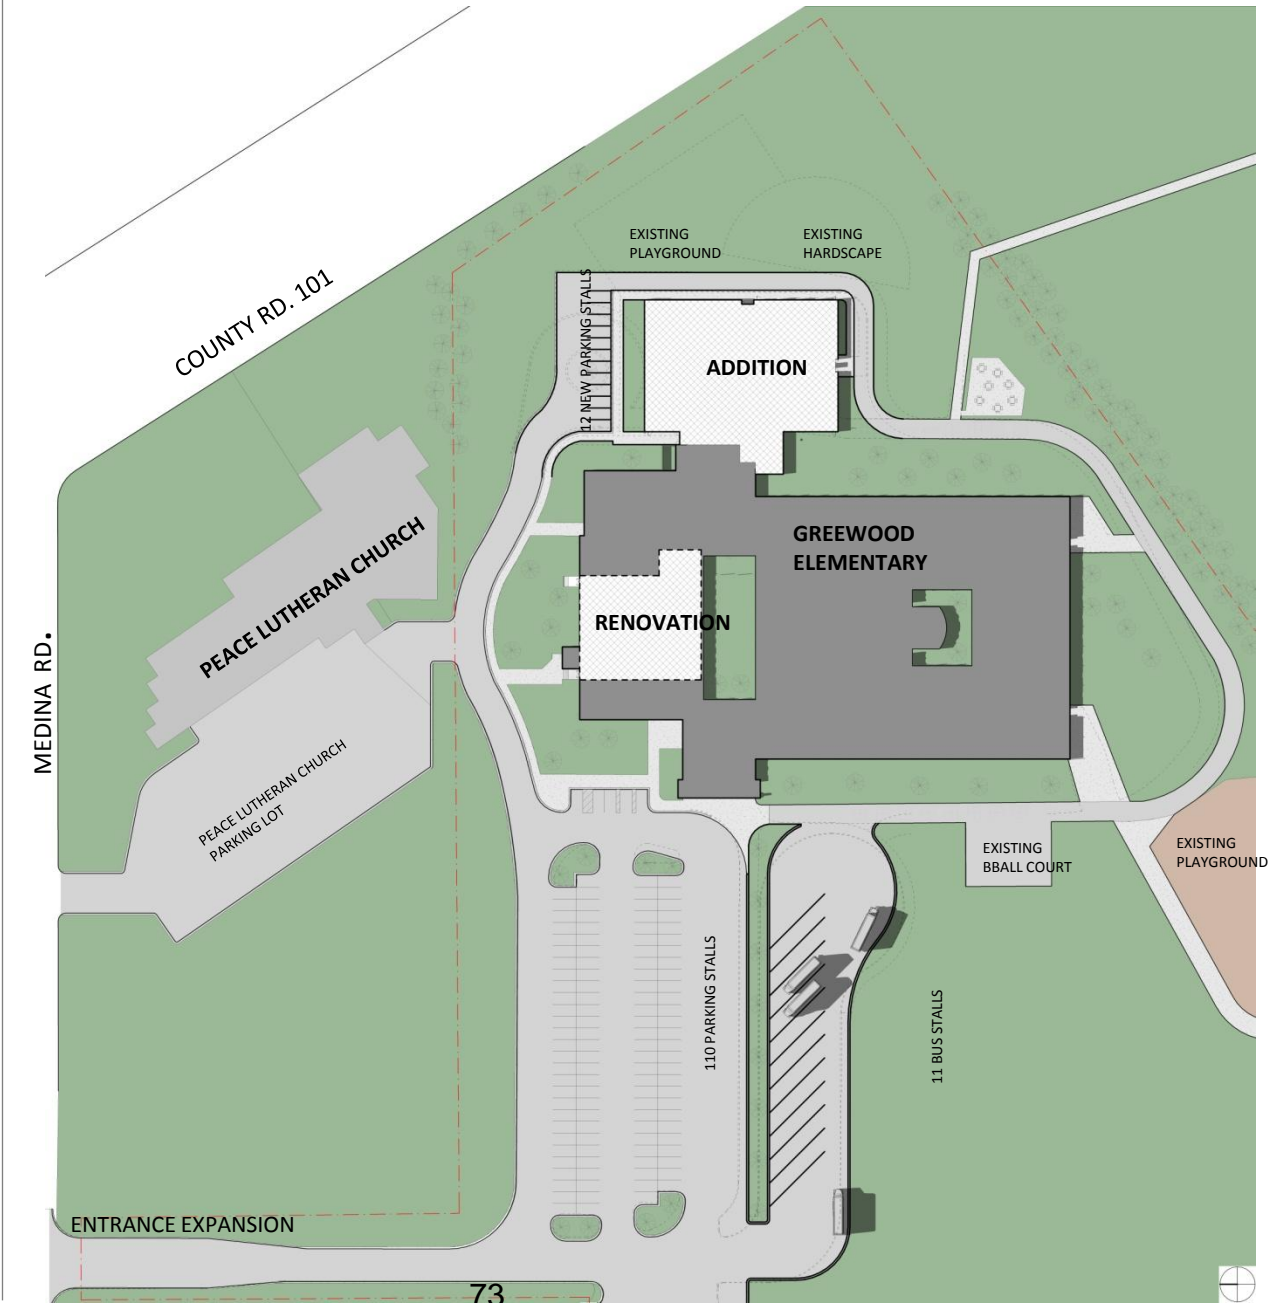 EXISTING
PLAYGROUND
EXISTING
HARDSCAPE
COUNTY RD. 101
12 NEW PARKING STALLS
ADDITION
PEACE LUTHERAN CHURCH
GREEWOOD
ELEMENTARY
RENOVATION
MEDINA RD.
PEACE LUTHERAN CHURCH
PARKING LOT
EXISTING
BBALL COURT
EXISTING
PLAYGROUND
110 PARKING STALLS
11 BUS STALLS
ENTRANCE EXPANSION
73